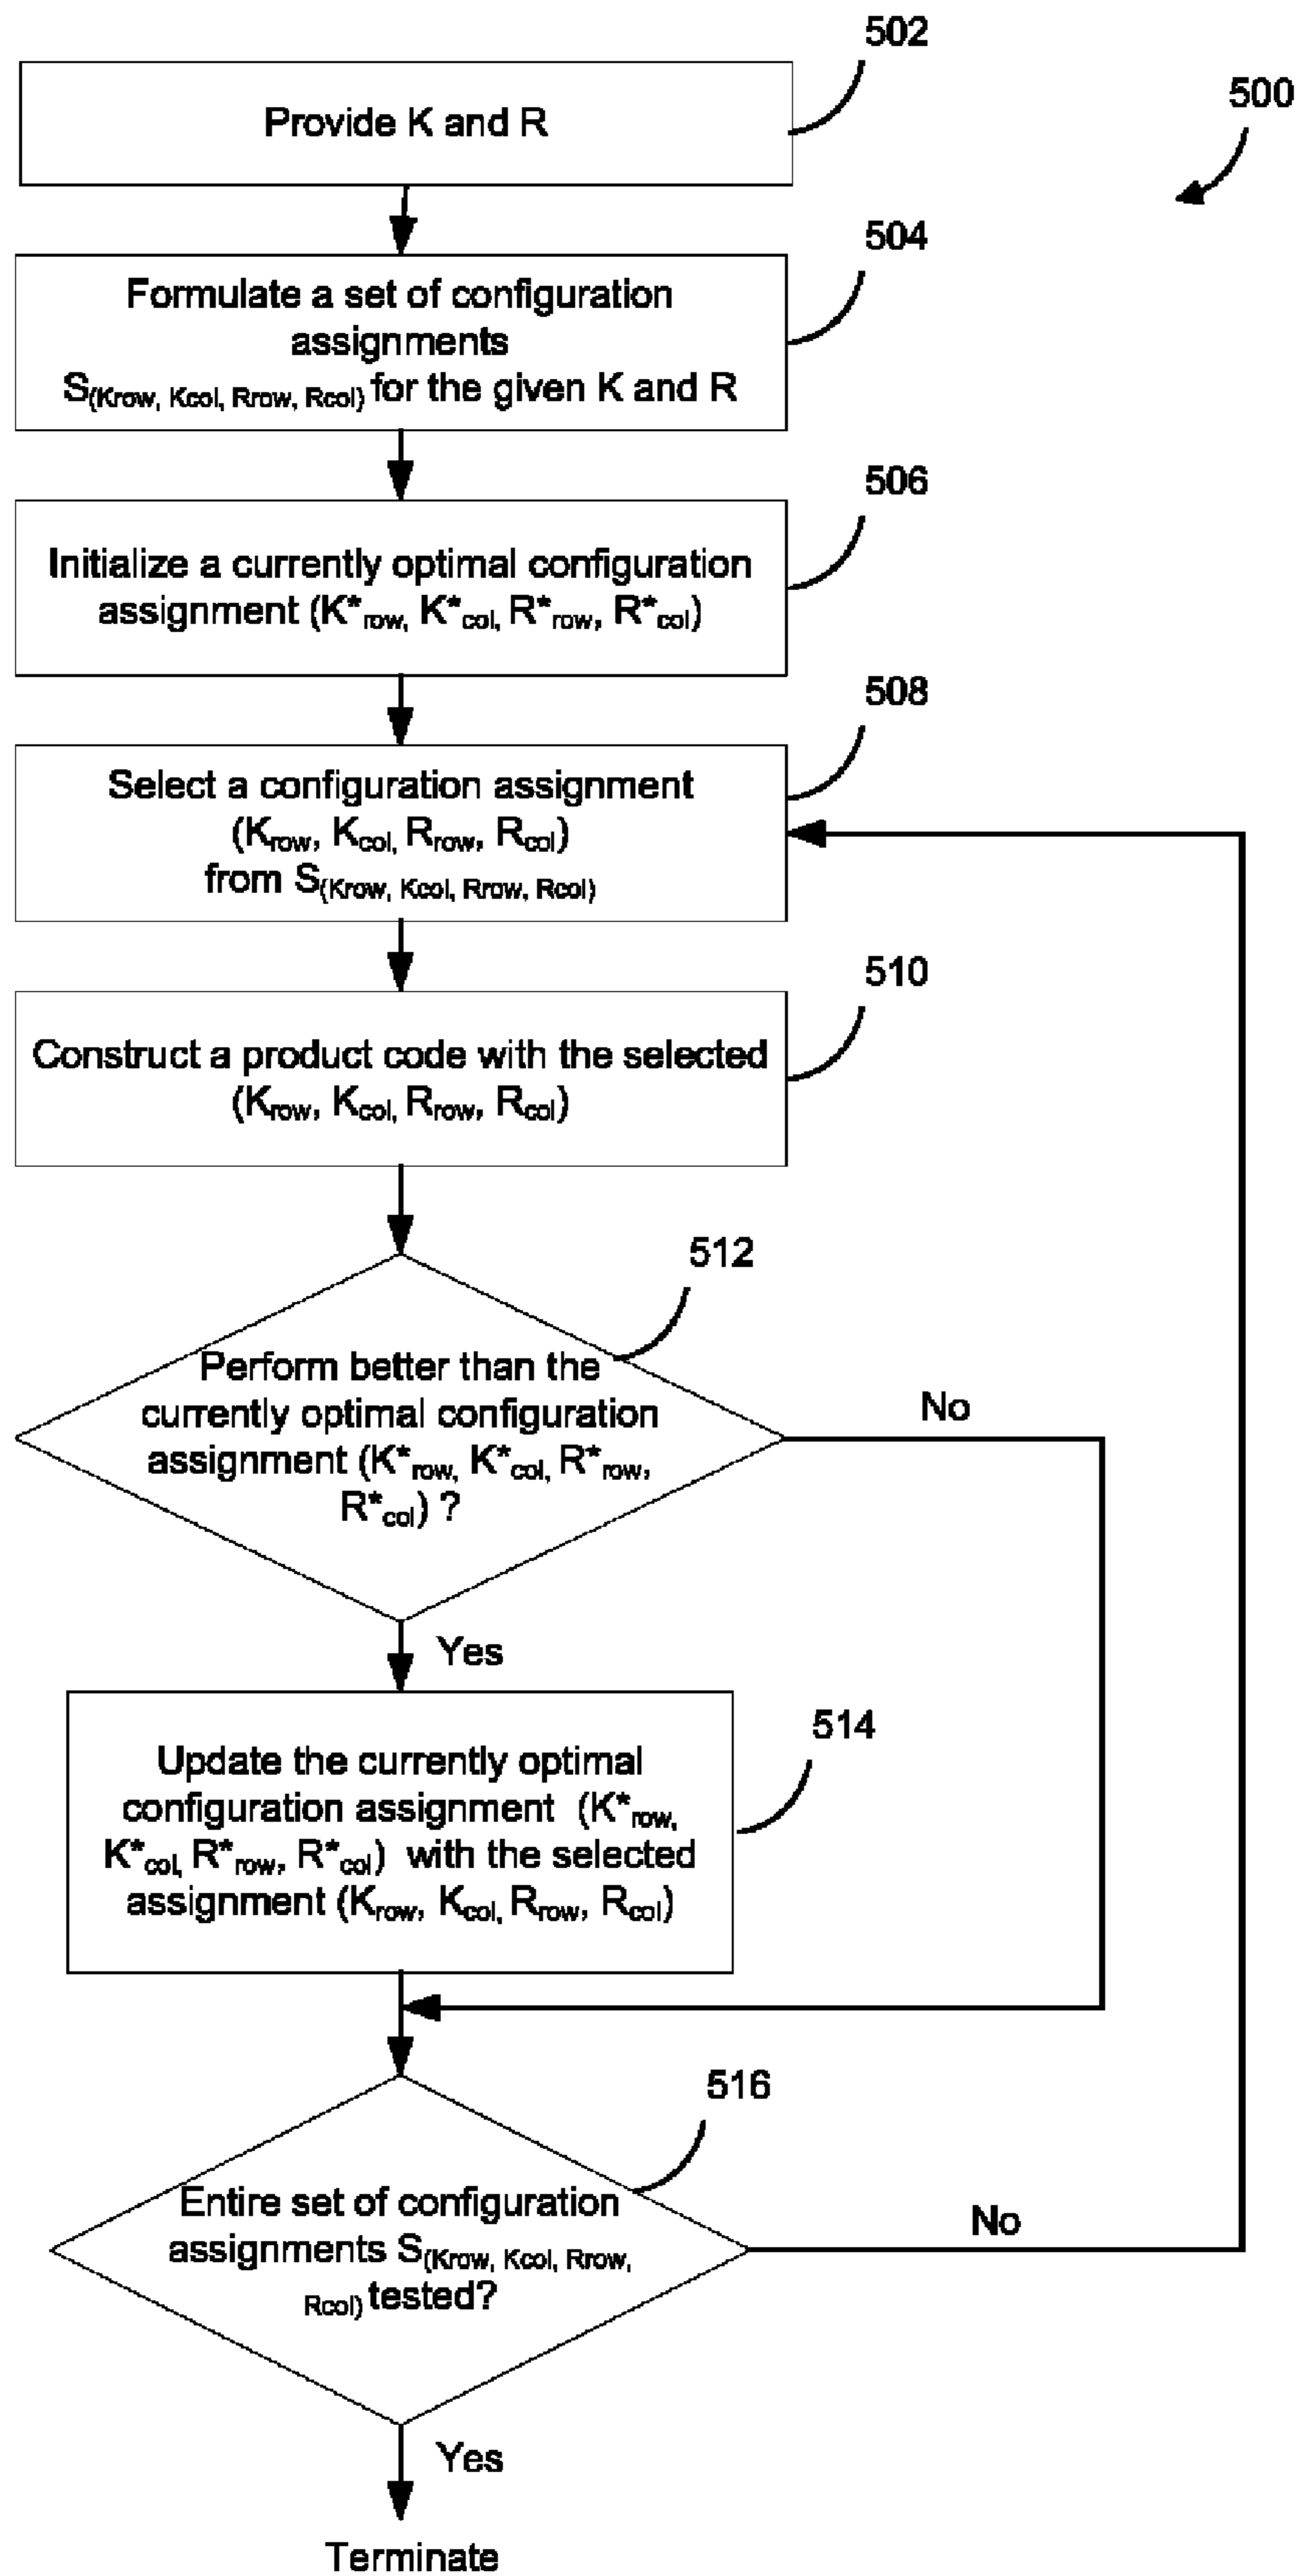 502
Provide K and R
500
504
Formulate a set of configuration
assignments
S(Krow, Kcol, Rrow, Rcol) for the given K and R
506
Initialize a currently optimal configuration
assignment (K*row, K*col, R*row, R*col)
508
Select a configuration assignment
(Krow, Kcol, Rrow, Rcol)
from S(Krow, Kcol, Rrow, Rcol)
510
Construct a product code with the selected
(Krow, Kcol, Rrow, Rcol)
512
Perform better than the
currently optimal configuration
assignment (K*row, K*col, R*row,
R*col) ?
No
Yes
514
Update the currently optimal
configuration assignment (K*row,
K*col, R*row, R*col) with the selected
assignment (Krow, Kcol, Rrow, Rcol)
516
Entire set of configuration
assignments S(Krow, Kcol, Rrow,
Rcol) tested?
No
Yes
Terminate